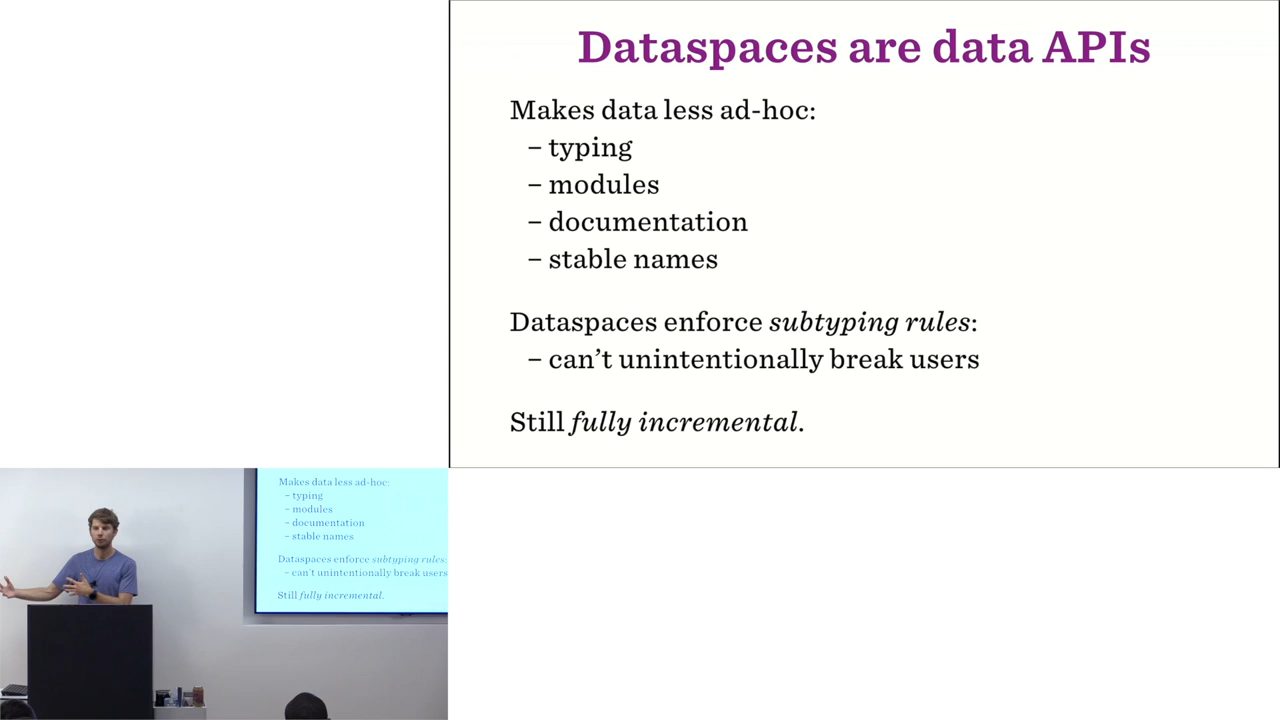 Dataspaces are data APIs
Makes data less ad-hoc:
– typing
– modules
– documentation
– stable names
Dataspaces enforce subtyping rules:
– can’t unintentionally break users
Still fully incremental.
Makes data less ad-hoc:
– typing
– modules
– documentation
– stable names
Dataspaces enforce subtyping rules:
– can’t unintentionally break users
Still fully incremental.